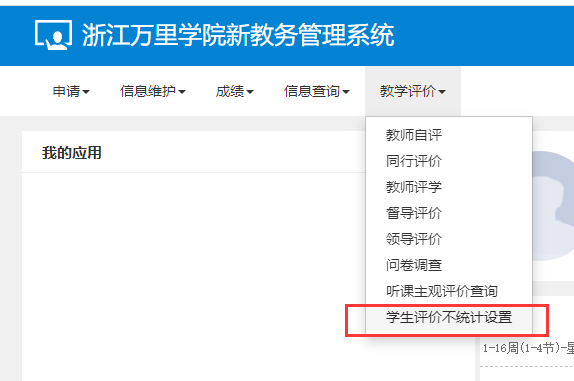 浙江万里学院新教务管理系统
申请 信息维护 成绩 信息查询 教学评价
我的应用
教师自评
同行评价
教师评学
督导评价
领导评价
问卷调查
听课主观评价查询
学生评价不统计设置
1-16周(1-4节)-星